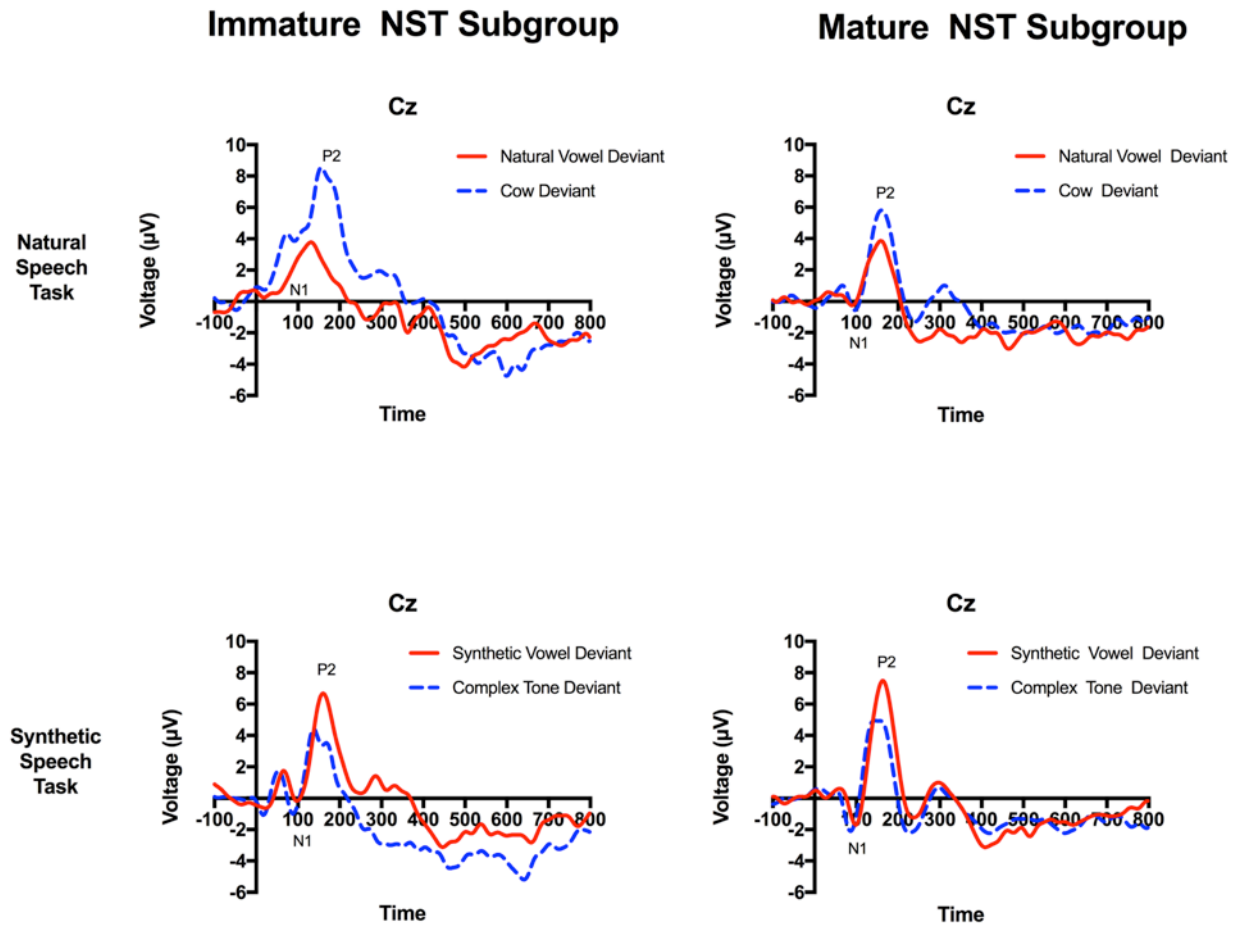 Immature NST Subgroup
Mature NST Subgroup
Natural
Speech
Task
Cz
10
8
6
4
2
-2
-4
-6
-100
100
200
300
400
500
600
700
800
Voltage (µV)
Time
P2
N1
Natural Vowel Deviant
Cow Deviant
Cz
10
8
6
4
2
-2
-4
-6
-100
100
200
300
400
500
600
700
800
Voltage (µV)
Time
P2
N1
Natural Vowel Deviant
Cow Deviant
Synthetic
Speech
Task
Cz
10
8
6
4
2
-2
-4
-6
-100
100
200
300
400
500
600
700
800
Voltage (µV)
Time
P2
N1
Synthetic Vowel Deviant
Complex Tone Deviant
Cz
10
8
6
4
2
-2
-4
-6
-100
100
200
300
400
500
600
700
800
Voltage (µV)
Time
P2
N1
Synthetic Vowel Deviant
Complex Tone Deviant